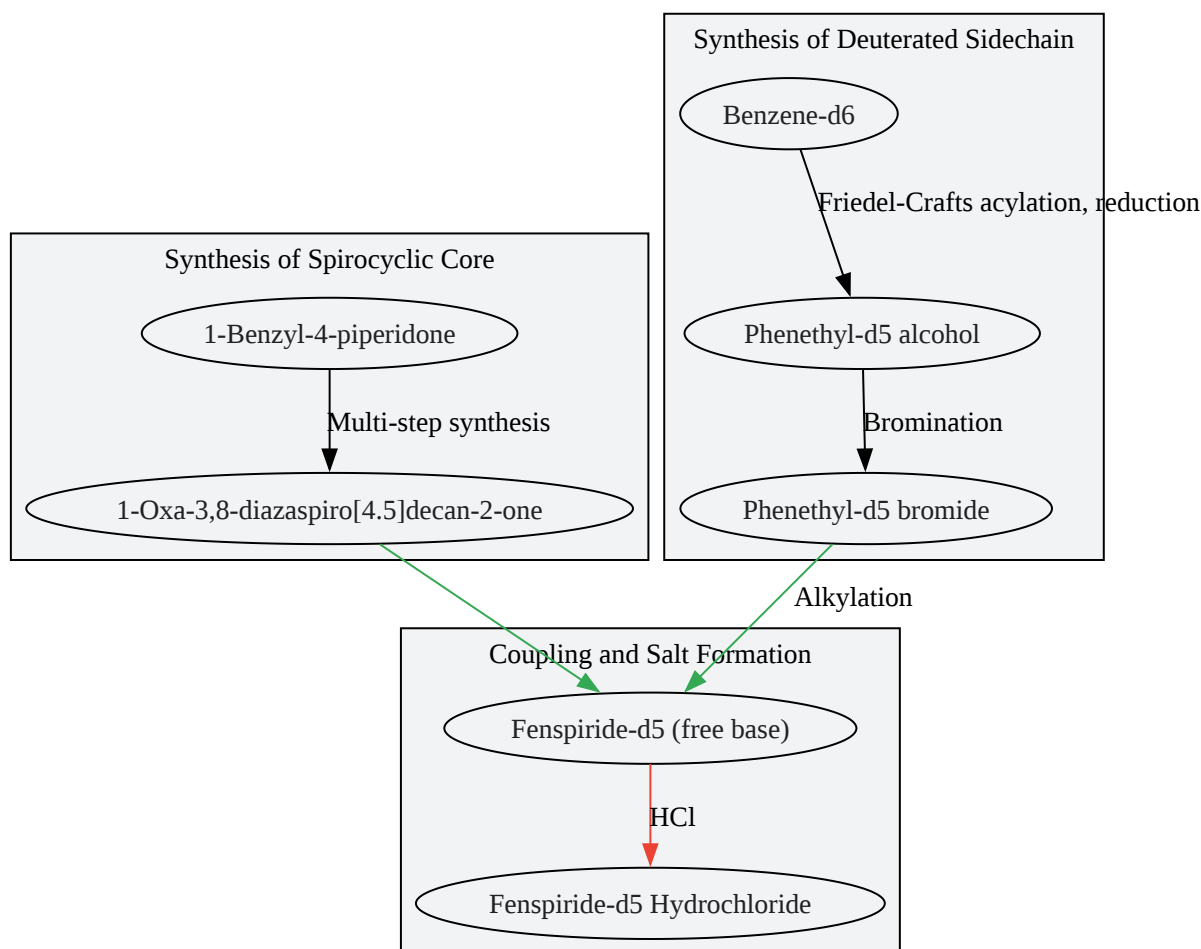 Synthesis of Deuterated Sidechain
Benzene-d6
Friedel-Crafts acylation, reduction
Synthesis of Spirocyclic Core
1-Benzyl-4-piperidone
Phenethyl-d5 alcohol
Multi-step synthesis
Bromination
1-Oxa-3,8-diazaspiro[4.5]decan-2-one
Phenethyl-d5 bromide
Alkylation
Coupling and Salt Formation
Fenspiride-d5 (free base)
HCl
Fenspiride-d5 Hydrochloride